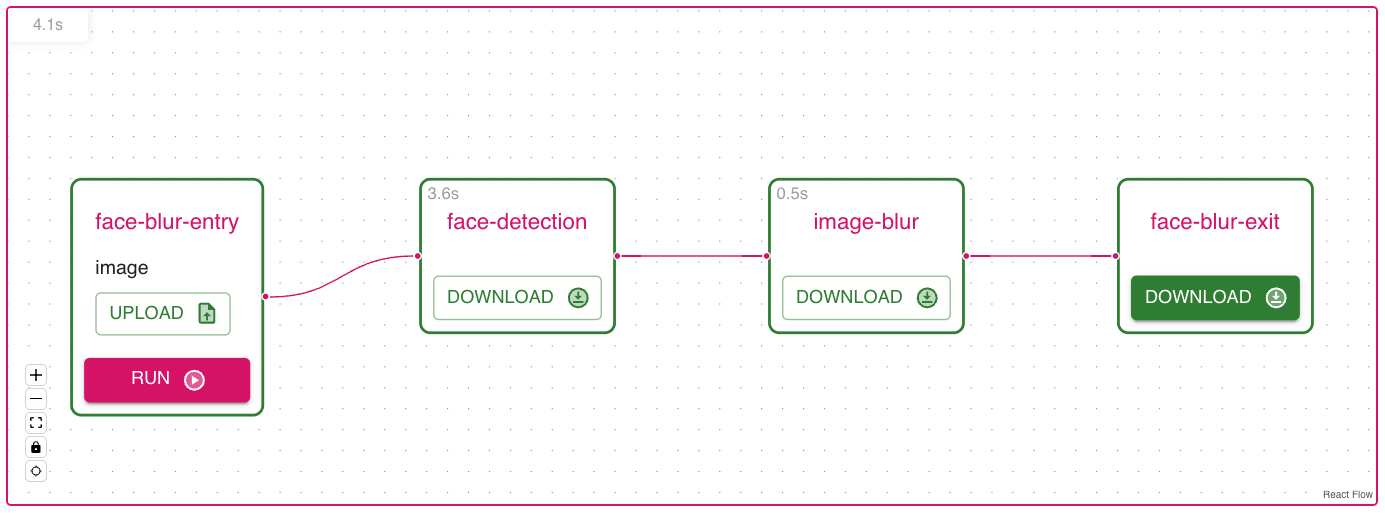 4.1s
face-blur-entry
image
UPLOAD
RUN
3.6s
face-detection
DOWNLOAD
0.5s
image-blur
DOWNLOAD
face-blur-exit
DOWNLOAD
React Flow